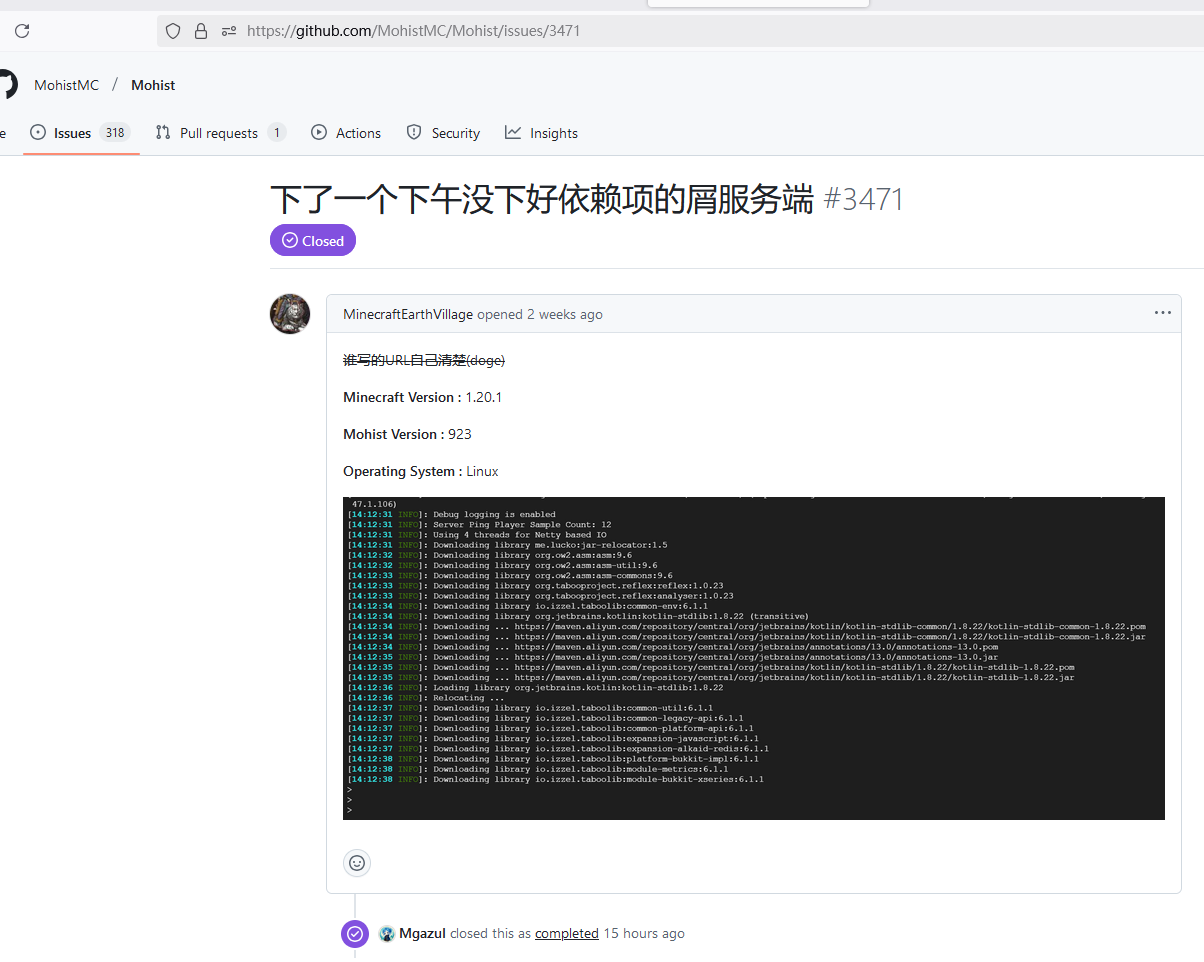 https://github.com/MohistMC/Mohist/issues/3471
MohistMC / Mohist
e Issues 318 Pull requests 1 Actions Security Insights
下了一个下午没下好依赖项的屑服务端 #3471
Closed
MinecraftEarthVillage opened 2 weeks ago
谁写的URL自己清楚(doge)
Minecraft Version : 1.20.1
Mohist Version : 923
Operating System : Linux
47.1.106)
[14:12:31 INFO]: Debug logging is enabled
[14:12:31 INFO]: Server Ping Player Sample Count: 12
[14:12:31 INFO]: Using 4 threads for Netty based IO
[14:12:31 INFO]: Downloading library me.lucko:jar-relocator:1.5
[14:12:32 INFO]: Downloading library org.ow2.asm:asm:9.6
[14:12:32 INFO]: Downloading library org.ow2.asm:asm-util:9.6
[14:12:33 INFO]: Downloading library org.ow2.asm:asm-commons:9.6
[14:12:33 INFO]: Downloading library org.tabooproject.reflex:reflex:1.0.23
[14:12:33 INFO]: Downloading library org.tabooproject.reflex:analyser:1.0.23
[14:12:34 INFO]: Downloading library io.izzel.taboolib:common-env:6.1.1
[14:12:34 INFO]: Downloading library org.jetbrains.kotlin:kotlin-stdlib:1.8.22 (transitive)
[14:12:34 INFO]: Downloading ... https://maven.aliyun.com/repository/central/org/jetbrains/kotlin/kotlin-stdlib-common/1.8.22/kotlin-stdlib-common-1.8.22.pom
[14:12:34 INFO]: Downloading ... https://maven.aliyun.com/repository/central/org/jetbrains/kotlin/kotlin-stdlib-common/1.8.22/kotlin-stdlib-common-1.8.22.jar
[14:12:34 INFO]: Downloading ... https://maven.aliyun.com/repository/central/org/jetbrains/annotations/13.0/annotations-13.0.pom
[14:12:35 INFO]: Downloading ... https://maven.aliyun.com/repository/central/org/jetbrains/annotations/13.0/annotations-13.0.jar
[14:12:35 INFO]: Downloading ... https://maven.aliyun.com/repository/central/org/jetbrains/kotlin/kotlin-stdlib/1.8.22/kotlin-stdlib-1.8.22.pom
[14:12:35 INFO]: Downloading ... https://maven.aliyun.com/repository/central/org/jetbrains/kotlin/kotlin-stdlib/1.8.22/kotlin-stdlib-1.8.22.jar
[14:12:36 INFO]: Loading library org.jetbrains.kotlin:kotlin-stdlib:1.8.22
[14:12:36 INFO]: Relocating ...
[14:12:37 INFO]: Downloading library io.izzel.taboolib:common-util:6.1.1
[14:12:37 INFO]: Downloading library io.izzel.taboolib:common-legacy-api:6.1.1
[14:12:37 INFO]: Downloading library io.izzel.taboolib:common-platform-api:6.1.1
[14:12:37 INFO]: Downloading library io.izzel.taboolib:expansion-javascript:6.1.1
[14:12:37 INFO]: Downloading library io.izzel.taboolib:expansion-alkaid-redis:6.1.1
[14:12:38 INFO]: Downloading library io.izzel.taboolib:platform-bukkit-impl:6.1.1
[14:12:38 INFO]: Downloading library io.izzel.taboolib:module-metrics:6.1.1
[14:12:38 INFO]: Downloading library io.izzel.taboolib:module-bukkit-xseries:6.1.1
>
>
>
Mgazul closed this as completed 15 hours ago